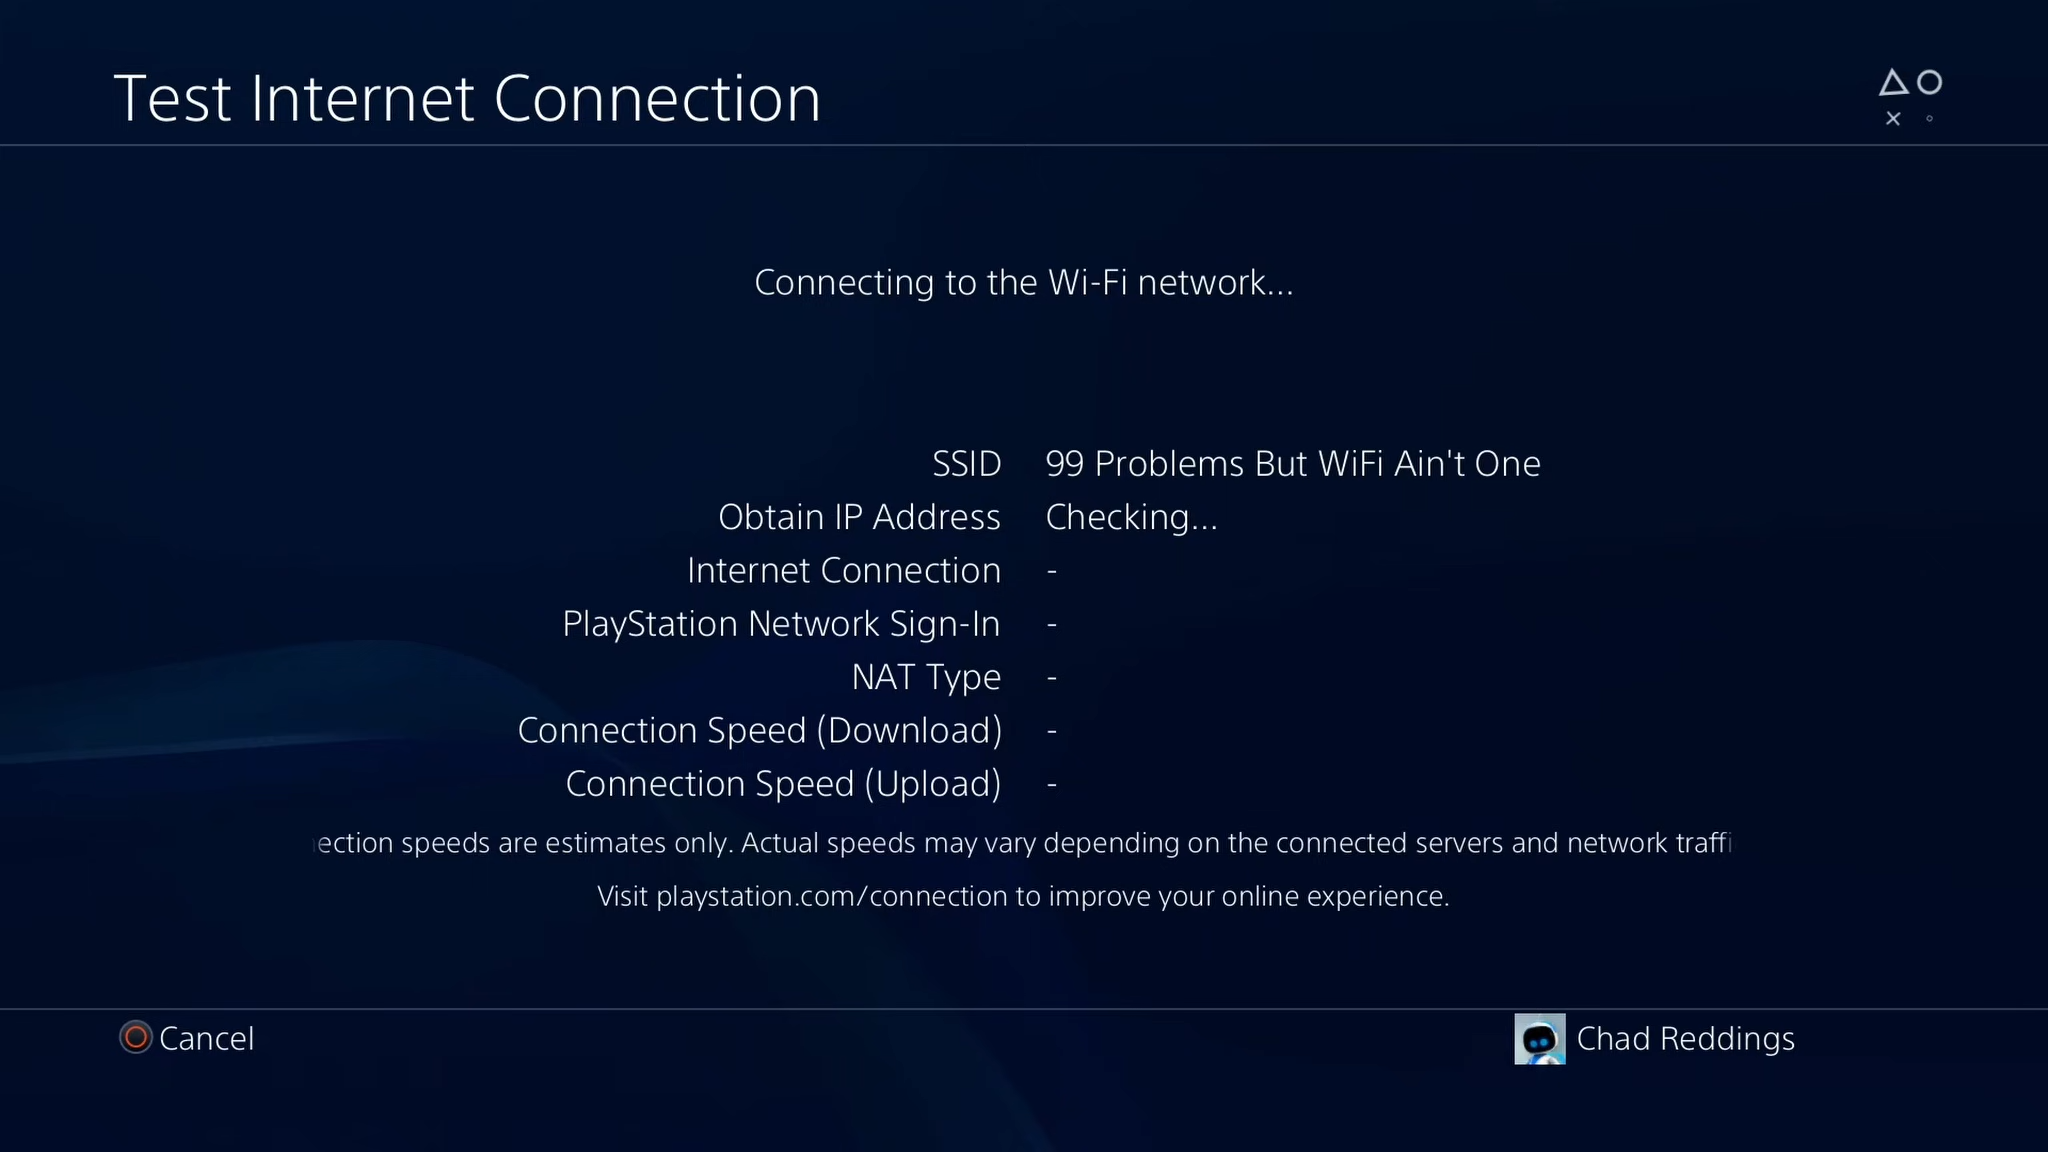 Test Internet Connection
Connecting to the Wi-Fi network...
SSID 99 Problems But WiFi Ain't One
Obtain IP Address Checking...
Internet Connection -
PlayStation Network Sign-In -
NAT Type -
Connection Speed (Download) -
Connection Speed (Upload) -
speeds are estimates only. Actual speeds may vary depending on the connected servers and network
Visit playstation.com/connection to improve your online experience.
Cancel
Chad Reddings